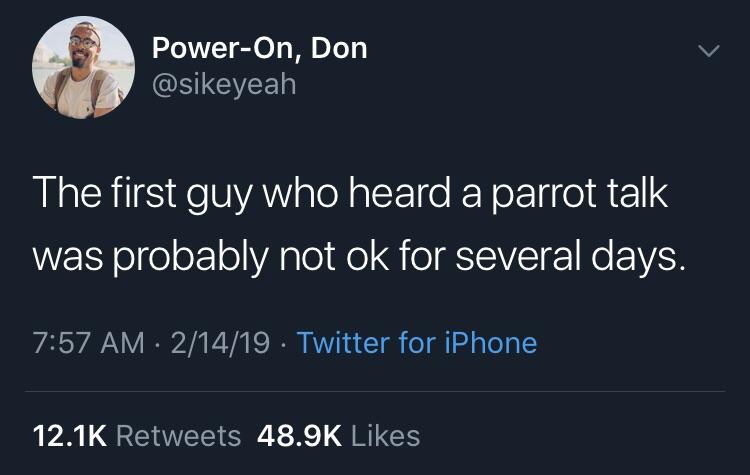 Power-On, Don
@sikeyeah
The first guy who heard a parrot talk
was probably not ok for several days.
7:57 AM · 2/14/19 · Twitter for iPhone
12.1K Retweets 48.9K Likes